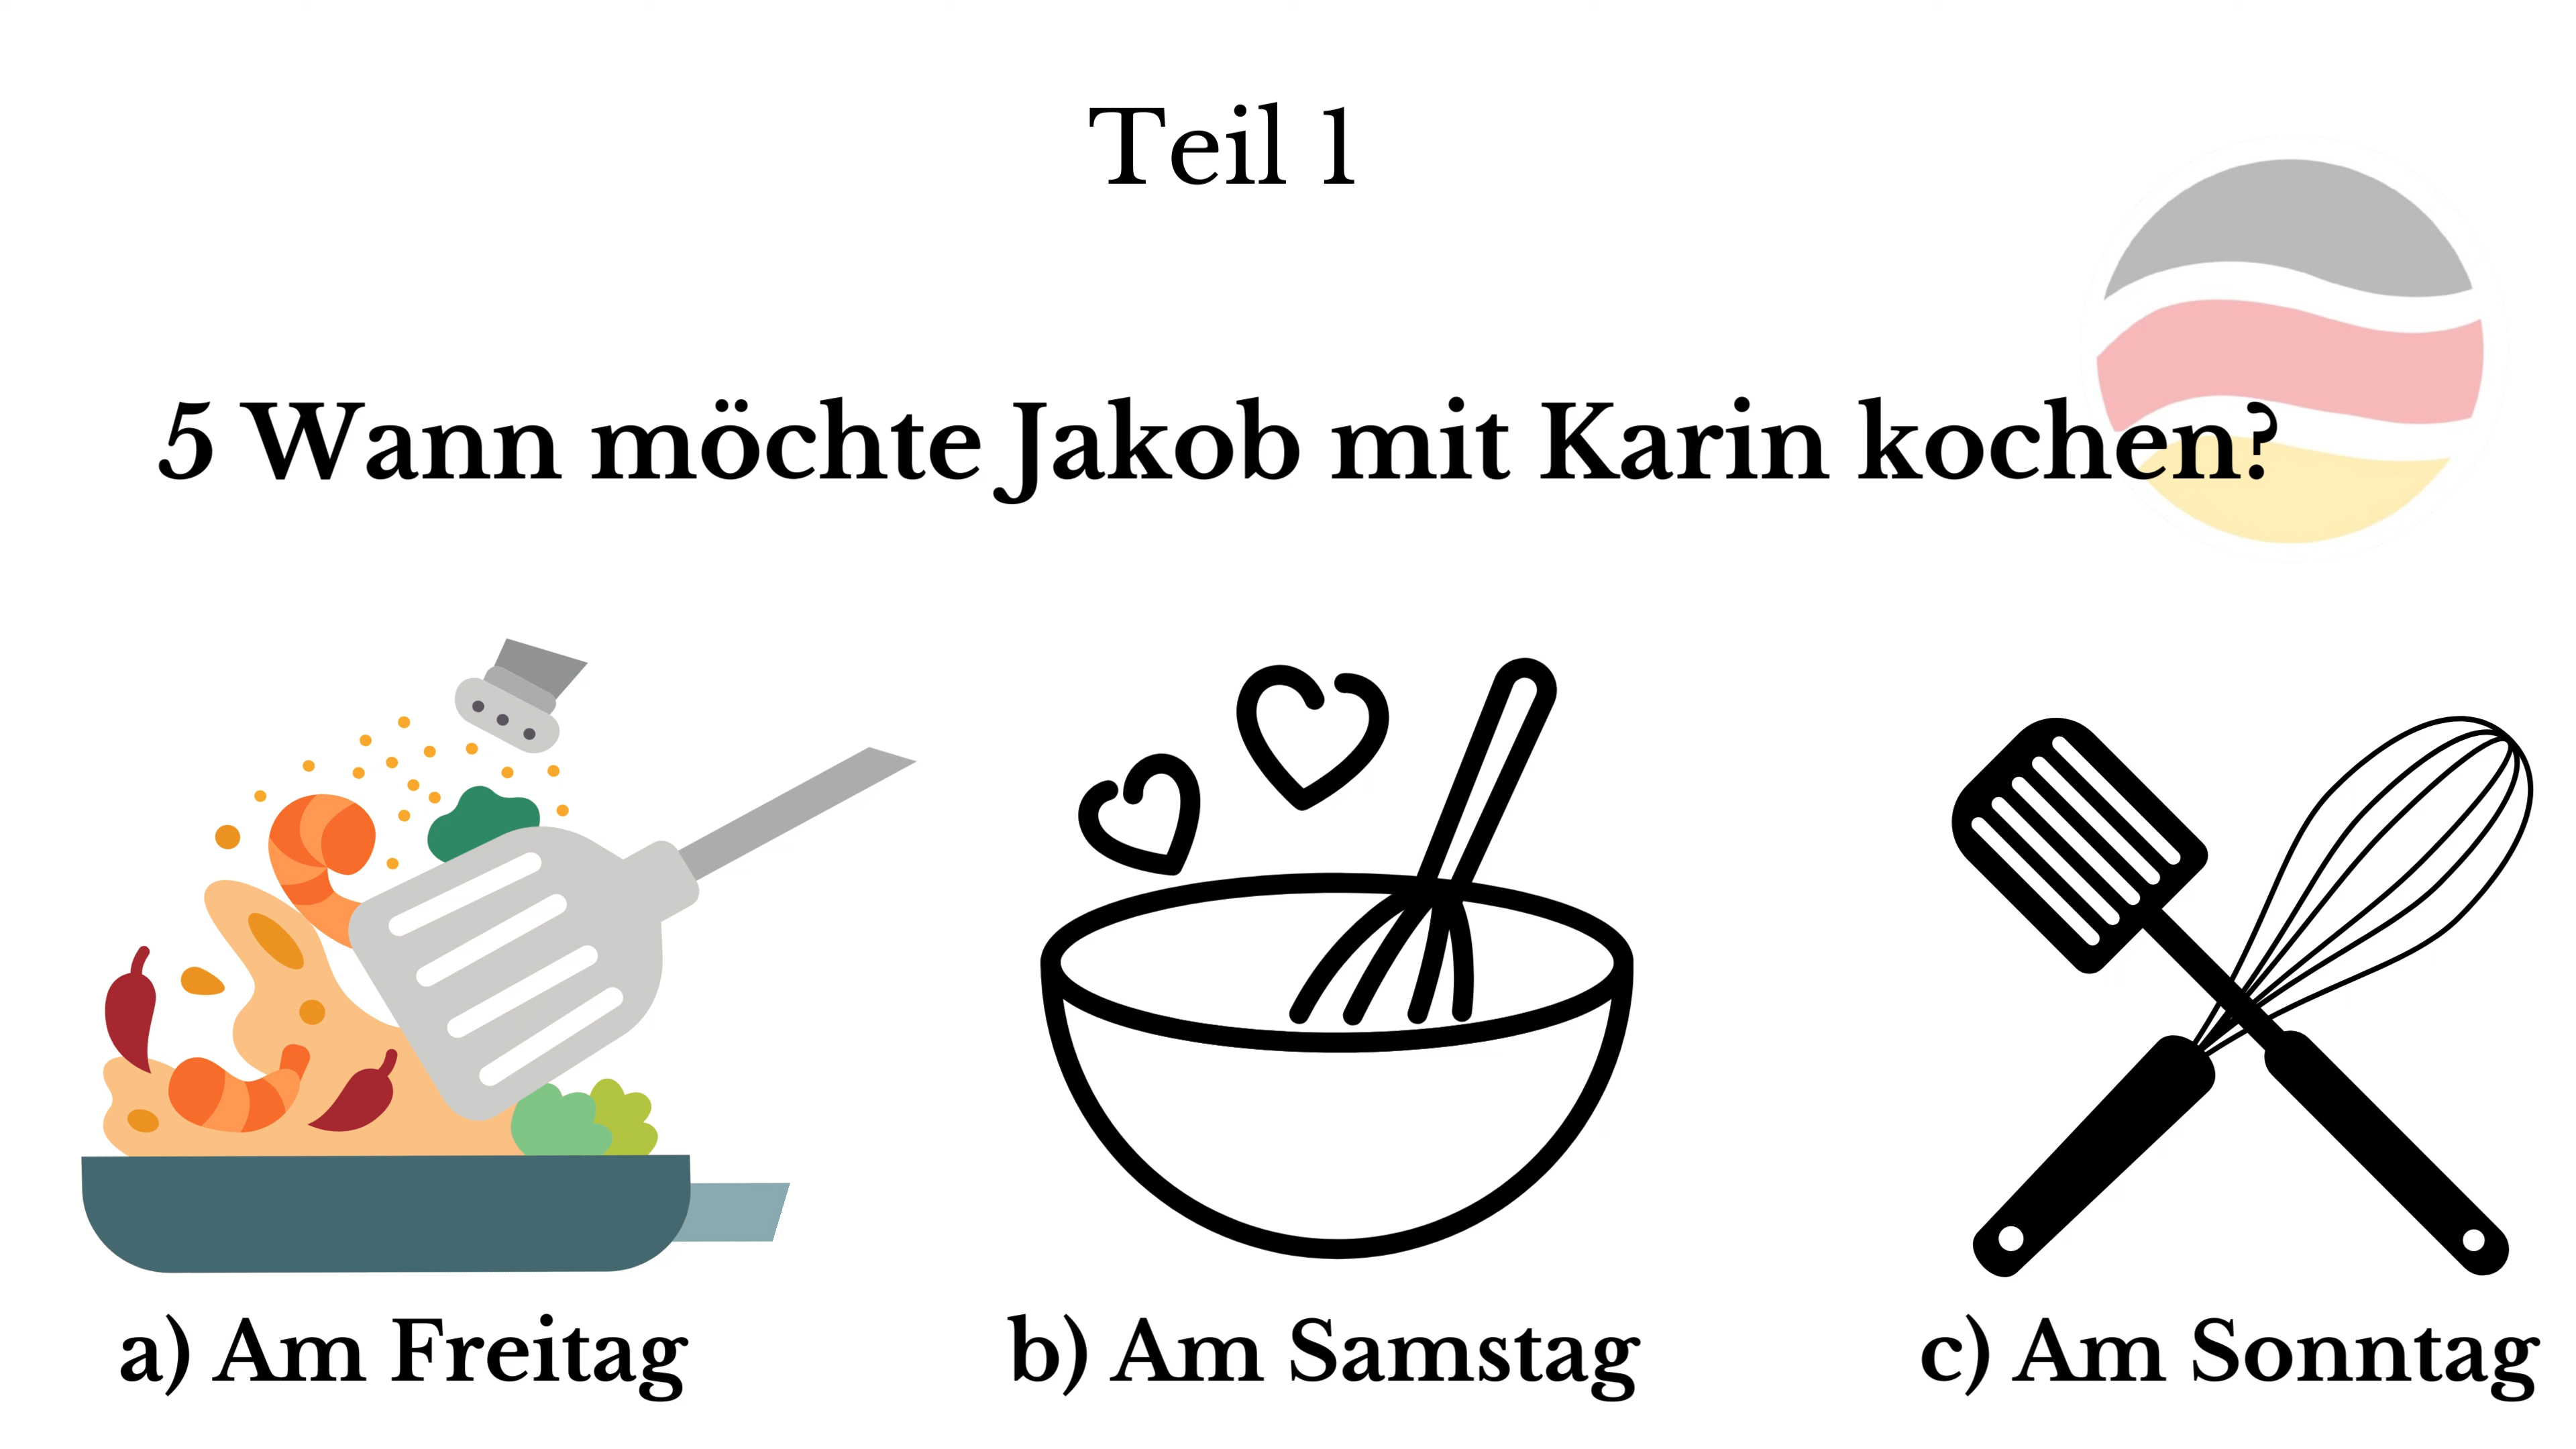 Teil 1
5 Wann möchte Jakob mit Karin kochen?
a) Am Freitag
b) Am Samstag
c) Am Sonntag